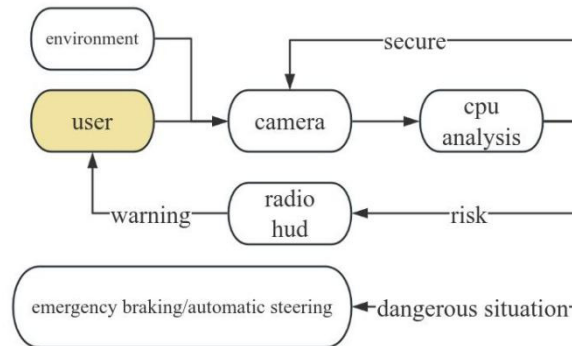 environment
secure
user
camera
cpu
analysis
warning
radio
hud
risk
emergency braking/automatic steering
dangerous situation